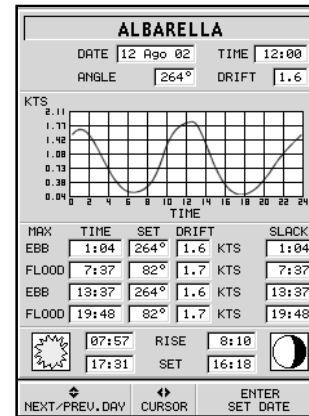 ALBARELLA
DATE 12 Ago 02 TIME 12:00
ANGLE 264° DRIFT 1.6
KTS
2.11
1.77
1.42
1.08
0.73
0.38
0.04
0 2 4 6 8 10 12 14 16 18 20 22 24
TIME
MAX TIME SET DRIFT SLACK
EBB 1:04 264° 1.6 KTS 1:04
FLOOD 7:37 82° 1.7 KTS 7:37
EBB 13:37 264° 1.6 KTS 13:37
FLOOD 19:48 82° 1.7 KTS 19:48
07:57 RISE 8:10
17:31 SET 16:18
NEXT/PREV.DAY CURSOR ENTER
SET DATE